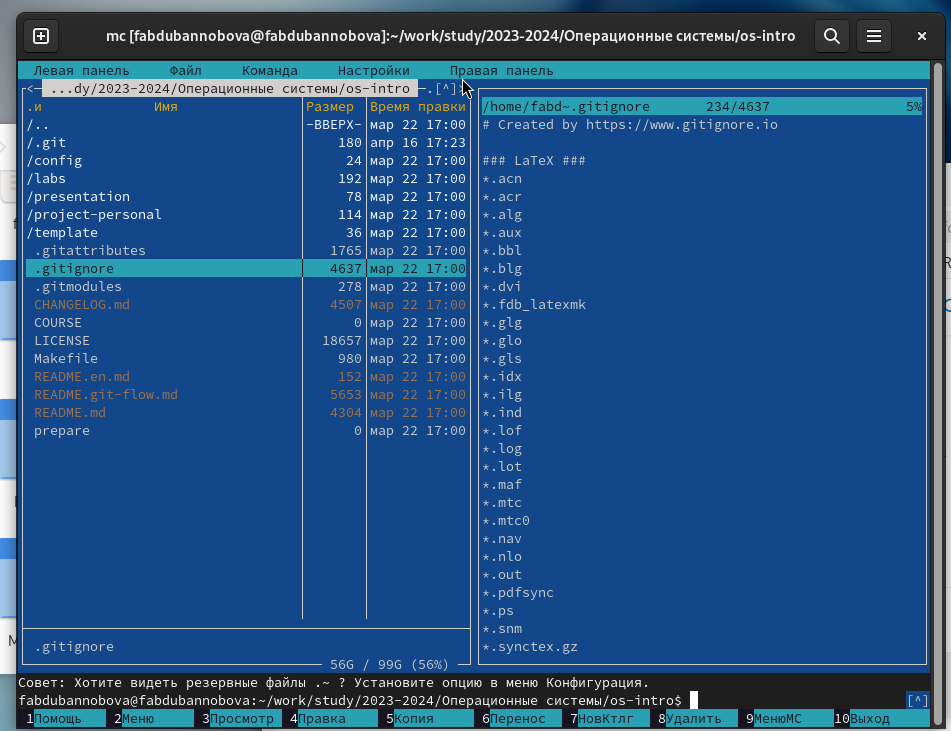 mc [fabdubannobova@fabdubannobova]:~/work/study/2023-2024/Операционные системы/os-intro
Левая панель Файл Команда Настройки Правая панель
<─ ...dy/2023-2024/Операционные системы/os-intro ─.[^]>
.и Имя Размер Время правки
/.. -ВВЕРХ- мар 22 17:00
/.git 180 апр 16 17:23
/config 24 мар 22 17:00
/labs 192 мар 22 17:00
/presentation 78 мар 22 17:00
/project-personal 114 мар 22 17:00
/template 36 мар 22 17:00
.gitattributes 1765 мар 22 17:00
.gitignore 4637 мар 22 17:00
.gitmodules 278 мар 22 17:00
CHANGELOG.md 4507 мар 22 17:00
COURSE 0 мар 22 17:00
LICENSE 18657 мар 22 17:00
Makefile 980 мар 22 17:00
README.en.md 152 мар 22 17:00
README.git-flow.md 5653 мар 22 17:00
README.md 4304 мар 22 17:00
prepare 0 мар 22 17:00
.gitignore
56G / 99G (56%)
/home/fabd~.gitignore 234/4637 5%
# Created by https://www.gitignore.io
### LaTeX ###
*.acn
*.acr
*.alg
*.aux
*.bbl
*.blg
*.dvi
*.fdb_latexmk
*.glg
*.glo
*.gls
*.idx
*.ilg
*.ind
*.lof
*.log
*.lot
*.maf
*.mtc
*.mtc0
*.nav
*.nlo
*.out
*.pdfsync
*.ps
*.snm
*.synctex.gz
Совет: Хотите видеть резервные файлы .~ ? Установите опцию в меню Конфигурация.
fabdubannobova@fabdubannobova:~/work/study/2023-2024/Операционные системы/os-intro$ [^]
1Помощь 2Меню 3Просмотр 4Правка 5Копия 6Перенос 7НовКтлг 8Удалить 9МенюМС 10Выход